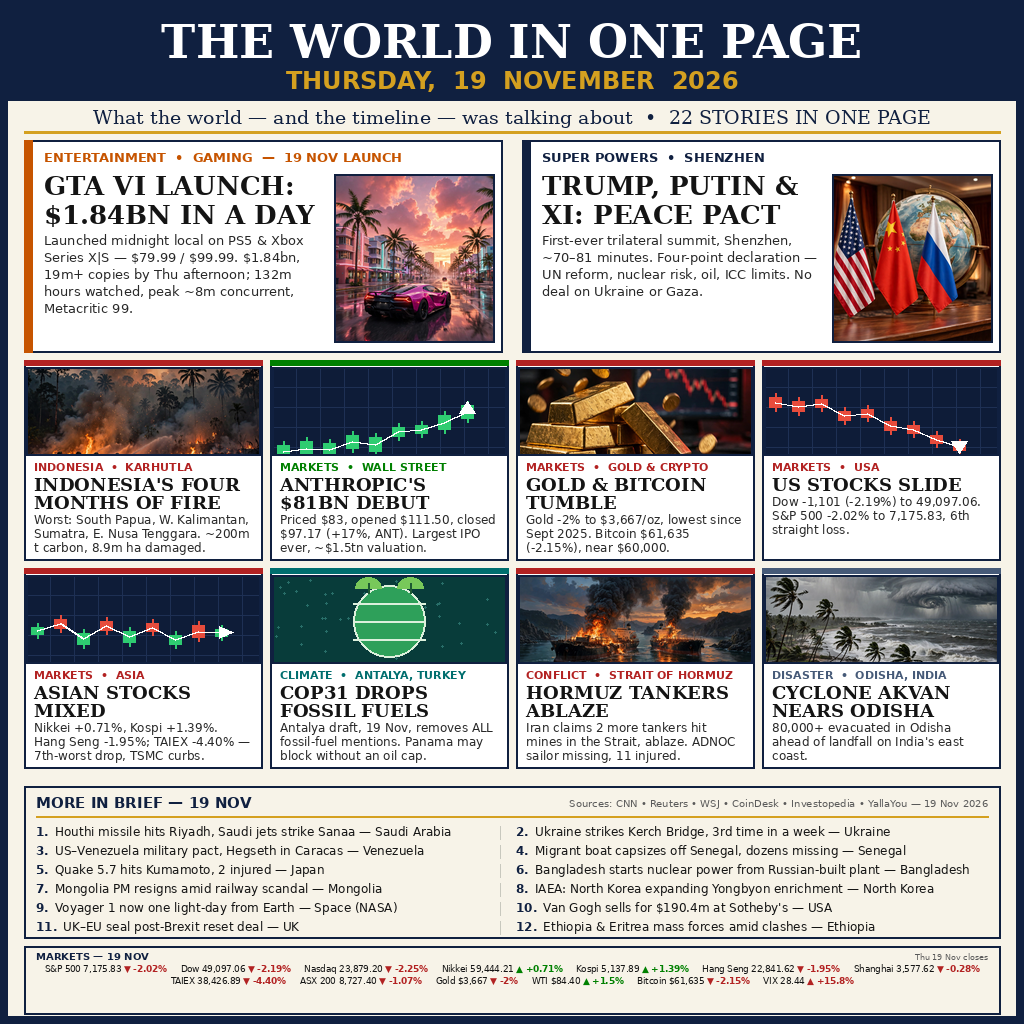 THE WORLD IN ONE PAGE
THURSDAY, 19 NOVEMBER 2026
What the world — and the timeline — was talking about • 22 STORIES IN ONE PAGE
ENTERTAINMENT • GAMING — 19 NOV LAUNCH
GTA VI LAUNCH:
$1.84BN IN A DAY
Launched midnight local on PS5 & Xbox
Series X|S — $79.99 / $99.99. $1.84bn,
19m+ copies by Thu afternoon; 132m
hours watched, peak ~8m concurrent,
Metacritic 99.
SUPER POWERS • SHENZHEN
TRUMP, PUTIN &
XI: PEACE PACT
First-ever trilateral summit, Shenzhen,
~70–81 minutes. Four-point declaration —
UN reform, nuclear risk, oil, ICC limits. No
deal on Ukraine or Gaza.
INDONESIA • KARHUTLA
INDONESIA'S FOUR
MONTHS OF FIRE
Worst: South Papua, W. Kalimantan,
Sumatra, E. Nusa Tenggara. ~200m
t carbon, 8.9m ha damaged.
MARKETS • WALL STREET
ANTHROPIC'S
$81BN DEBUT
Priced $83, opened $111.50, closed
$97.17 (+17%, ANT). Largest IPO
ever, ~$1.5tn valuation.
MARKETS • GOLD & CRYPTO
GOLD & BITCOIN
TUMBLE
Gold -2% to $3,667/oz, lowest since
Sept 2025. Bitcoin $61,635
(-2.15%), near $60,000.
MARKETS • USA
US STOCKS SLIDE
Dow -1,101 (-2.19%) to 49,097.06.
S&P 500 -2.02% to 7,175.83, 6th
straight loss.
MARKETS • ASIA
ASIAN STOCKS
MIXED
Nikkei +0.71%, Kospi +1.39%.
Hang Seng -1.95%; TAIEX -4.40% —
7th-worst drop, TSMC curbs.
CLIMATE • ANTALYA, TURKEY
COP31 DROPS
FOSSIL FUELS
Antalya draft, 19 Nov, removes ALL
fossil-fuel mentions. Panama may
block without an oil cap.
CONFLICT • STRAIT OF HORMUZ
HORMUZ TANKERS
ABLAZE
Iran claims 2 more tankers hit
mines in the Strait, ablaze. ADNOC
sailor missing, 11 injured.
DISASTER • ODISHA, INDIA
CYCLONE AKVAN
NEARS ODISHA
80,000+ evacuated in Odisha
ahead of landfall on India's east
coast.
MORE IN BRIEF — 19 NOV
Sources: CNN • Reuters • WSJ • CoinDesk • Investopedia • YallaYou — 19 Nov 2026
1. Houthi missile hits Riyadh, Saudi jets strike Sanaa — Saudi Arabia
2. Ukraine strikes Kerch Bridge, 3rd time in a week — Ukraine
3. US–Venezuela military pact, Hegseth in Caracas — Venezuela
4. Migrant boat capsizes off Senegal, dozens missing — Senegal
5. Quake 5.7 hits Kumamoto, 2 injured — Japan
6. Bangladesh starts nuclear power from Russian-built plant — Bangladesh
7. Mongolia PM resigns amid railway scandal — Mongolia
8. IAEA: North Korea expanding Yongbyon enrichment — North Korea
9. Voyager 1 now one light-day from Earth — Space (NASA)
10. Van Gogh sells for $190.4m at Sotheby's — USA
11. UK–EU seal post-Brexit reset deal — UK
12. Ethiopia & Eritrea mass forces amid clashes — Ethiopia
MARKETS — 19 NOV
Thu 19 Nov closes
S&P 500 7,175.83 ▼ -2.02% Dow 49,097.06 ▼ -2.19% Nasdaq 23,879.20 ▼ -2.25% Nikkei 59,444.21 ▲ +0.71% Kospi 5,137.89 ▲ +1.39% Hang Seng 22,841.62 ▼ -1.95% Shanghai 3,577.62 ▼ -0.28%
TAIEX 38,426.89 ▼ -4.40% ASX 200 8,727.40 ▼ -1.07% Gold $3,667 ▼ -2% WTI $84.40 ▲ +1.5% Bitcoin $61,635 ▼ -2.15% VIX 28.44 ▲ +15.8%